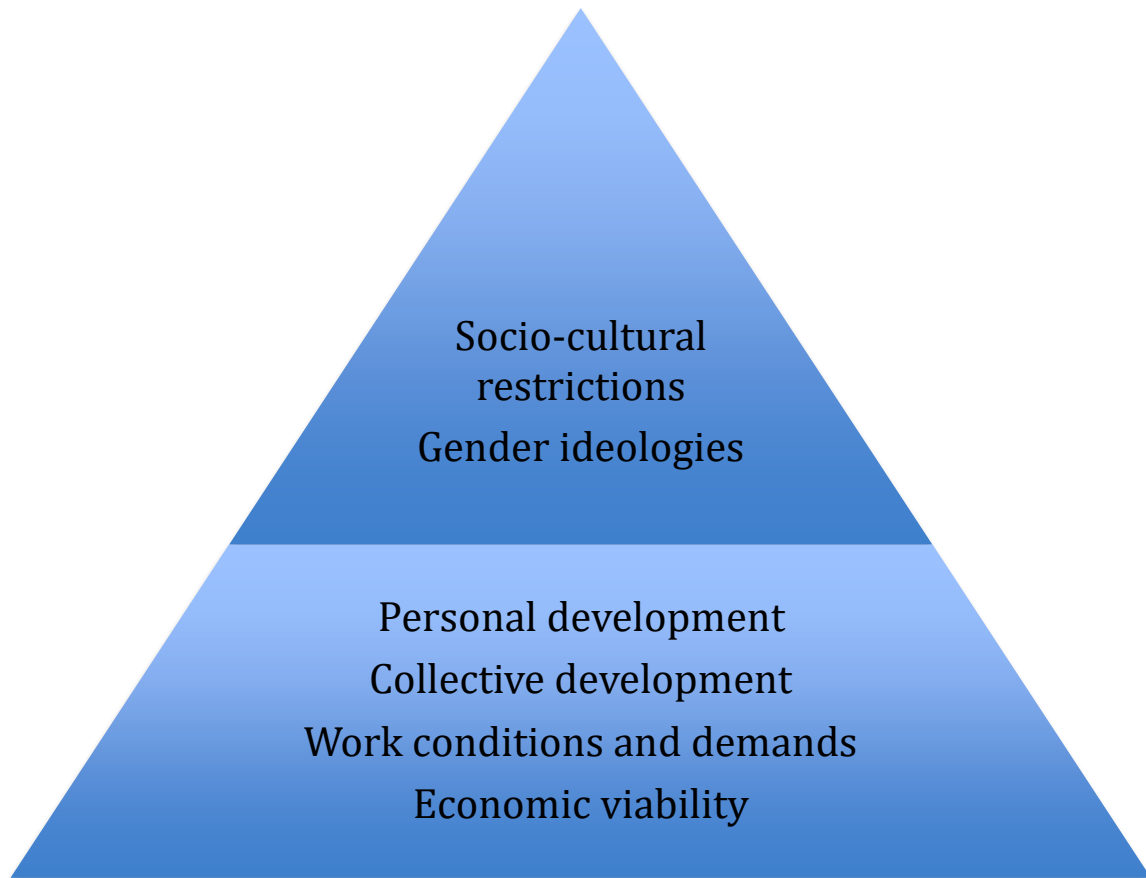 Socio-cultural
restrictions
Gender ideologies
Personal development
Collective development
Work conditions and demands
Economic viability